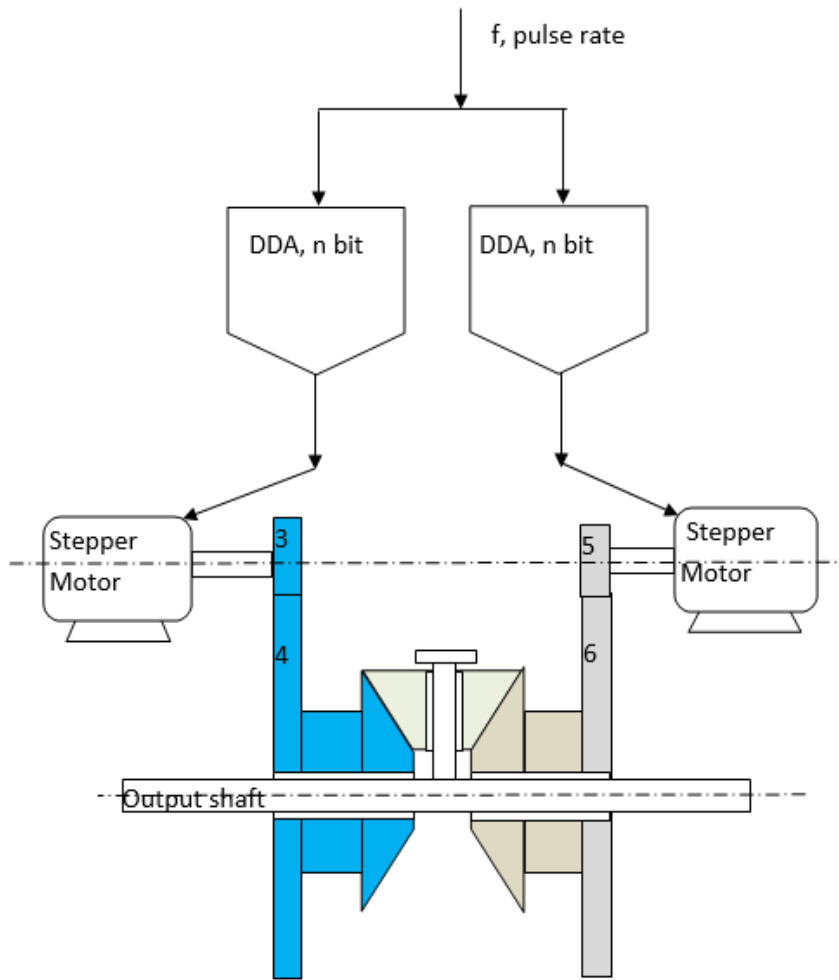 f, pulse rate
DDA, n bit
DDA, n bit
Stepper
Motor
3
5
Stepper
Motor
4
6
Output shaft